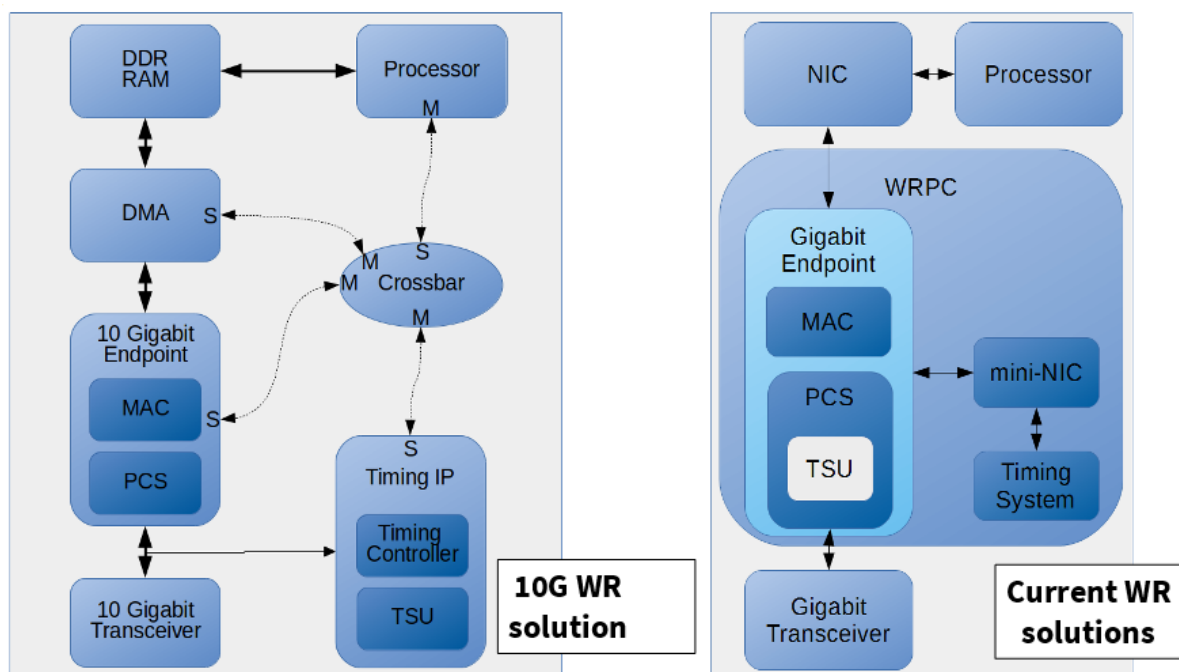 DDR
RAM
Processor
M
DMA
S
S
M
M
Crossbar
M
10 Gigabit
Endpoint
MAC
S
PCS
S
Timing IP
Timing
Controller
TSU
10 Gigabit
Transceiver
10G WR
solution
NIC
Processor
WRPC
Gigabit
Endpoint
MAC
PCS
TSU
mini-NIC
Timing
System
Gigabit
Transceiver
Current WR
solutions